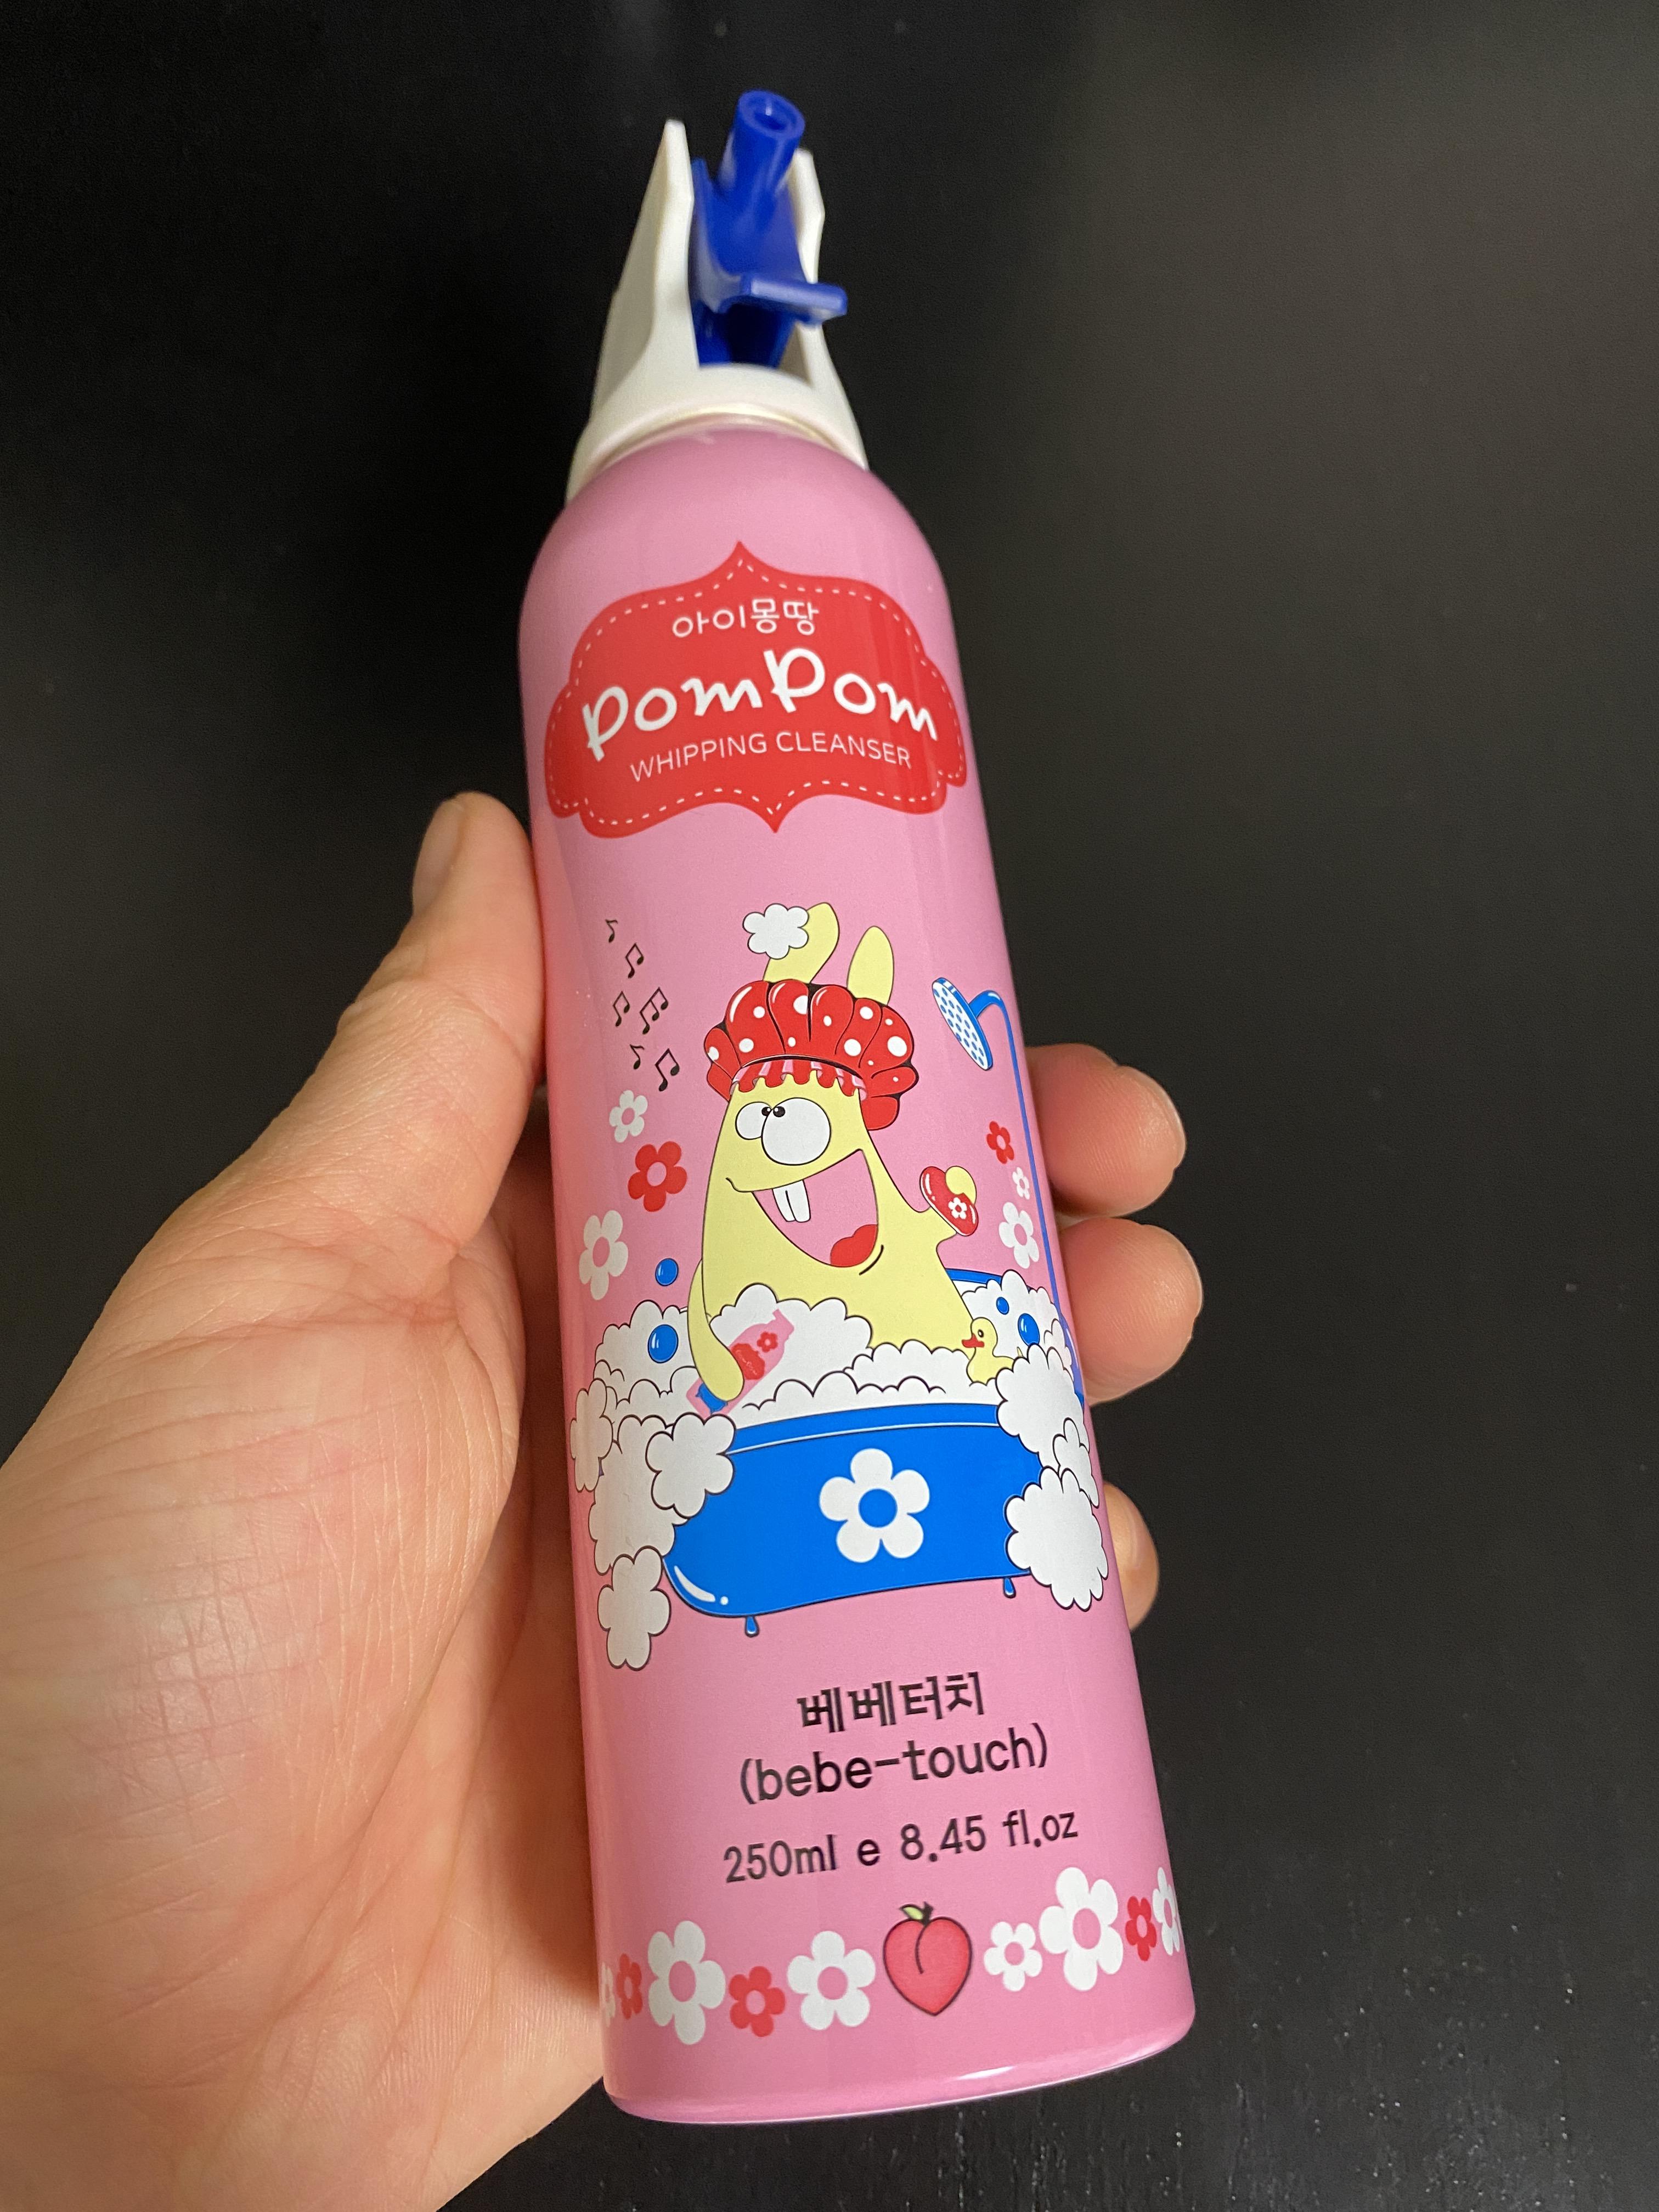 아이몽땅
PomPom
WHIPPING CLEANSER
베베터치
(bebe-touch)
250ml e 8.45 fl.oz